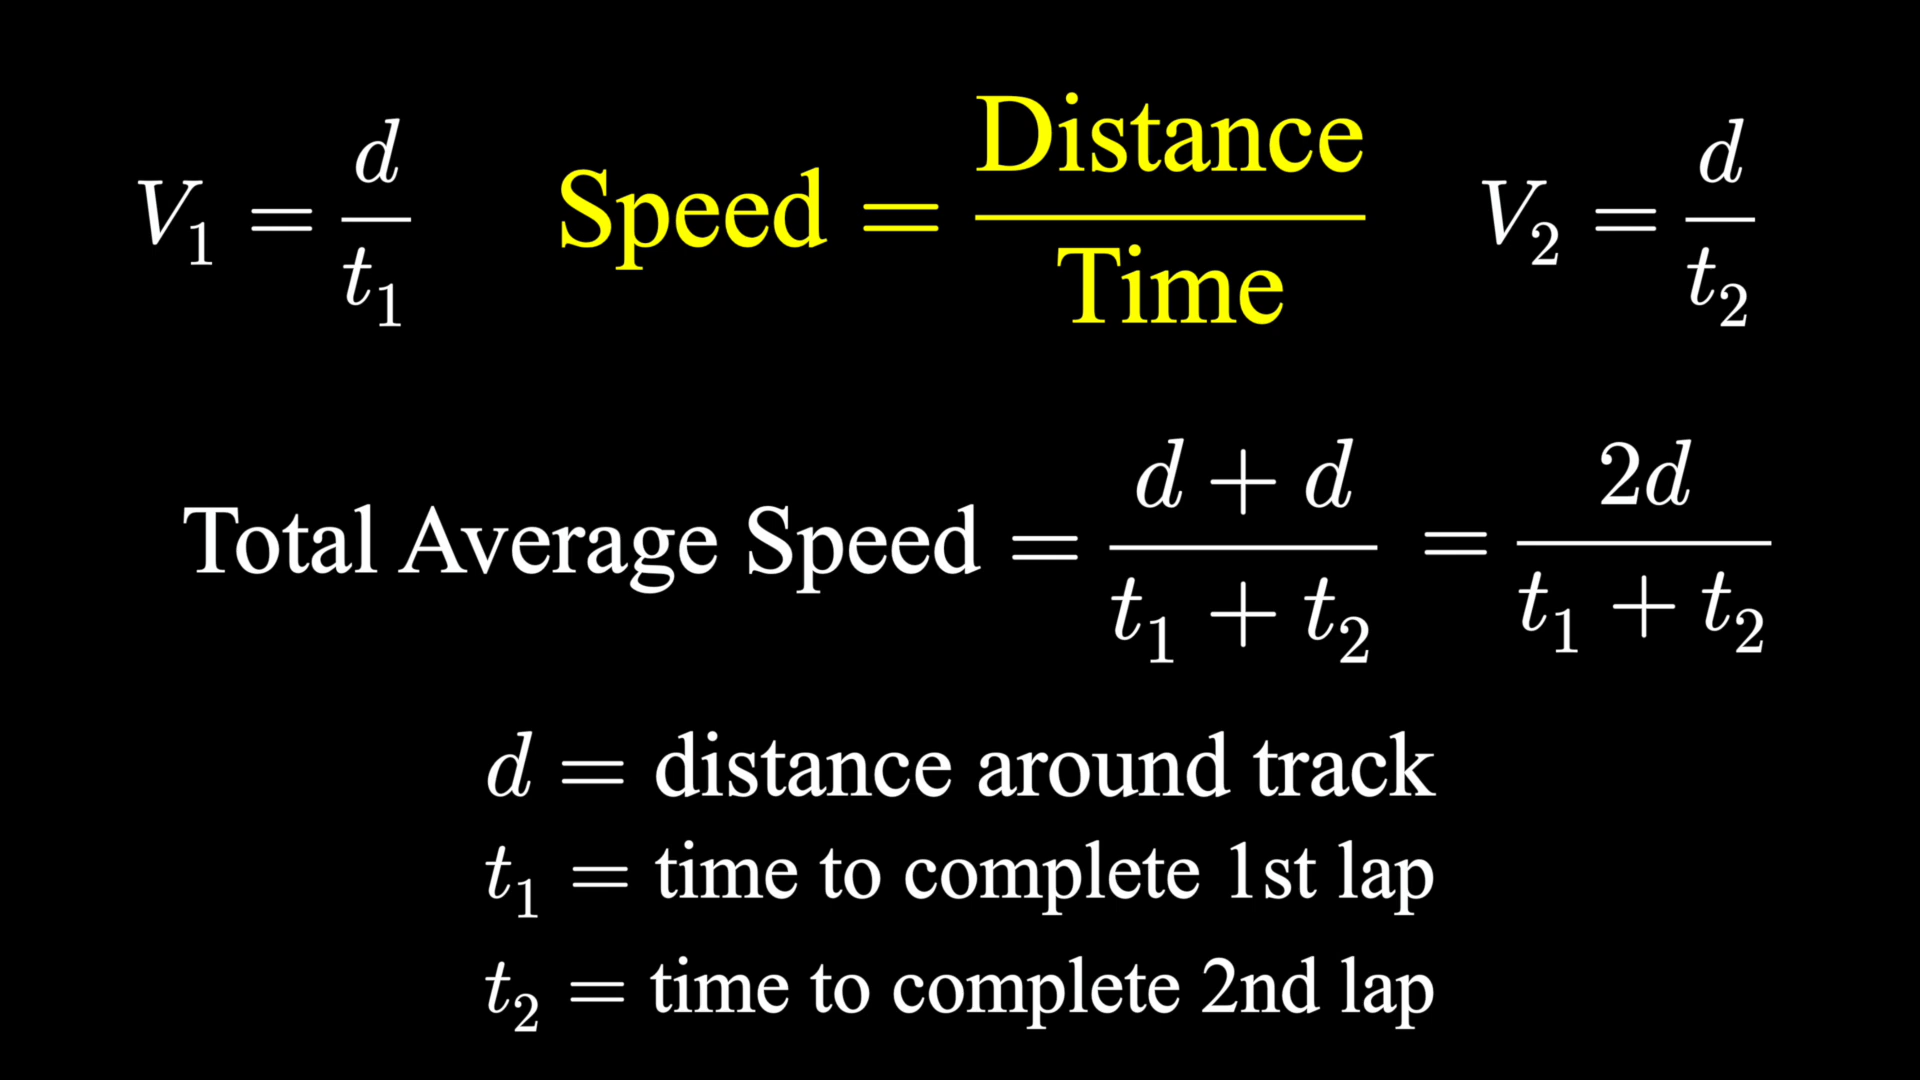 V₁ = d/t₁
Speed = Distance/Time
V₂ = d/t₂
Total Average Speed = (d + d)/(t₁ + t₂) = 2d/(t₁ + t₂)
d = distance around track
t₁ = time to complete 1st lap
t₂ = time to complete 2nd lap